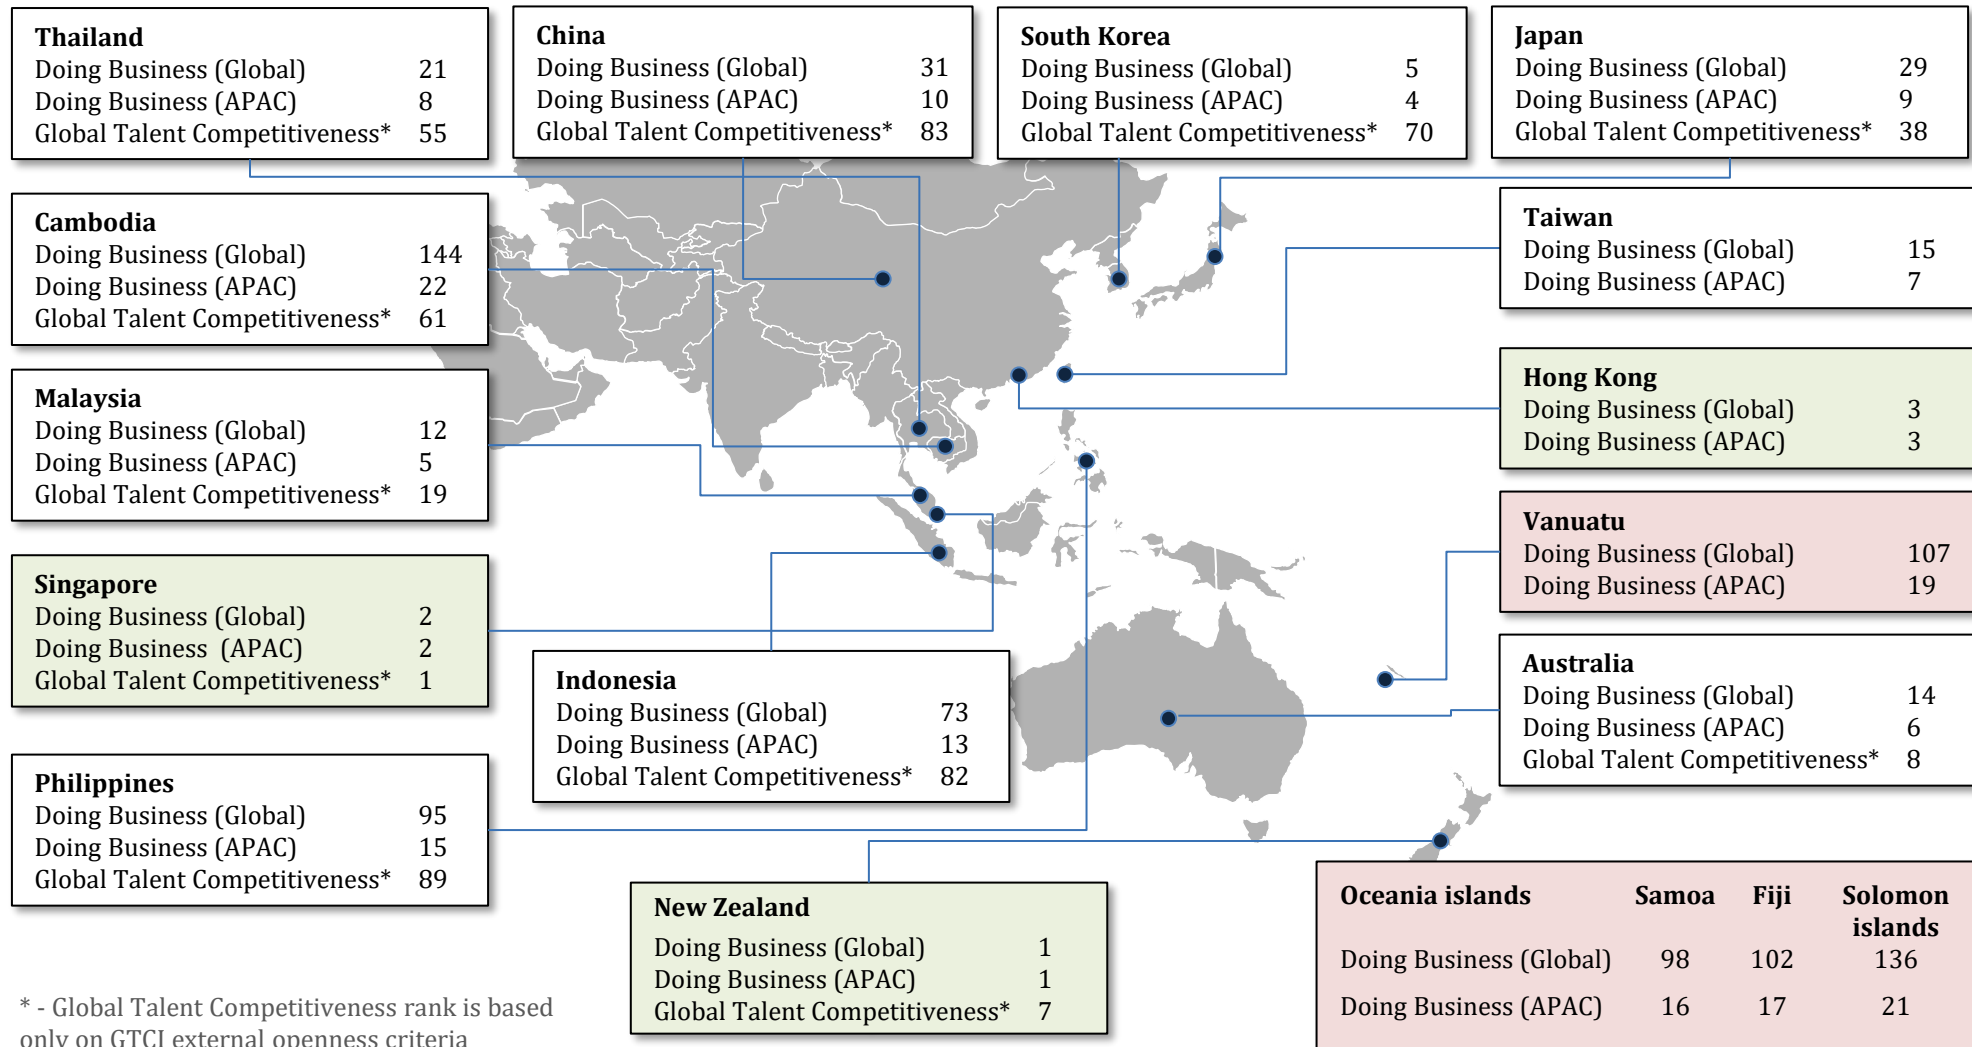 Thailand
Doing Business (Global) 21
Doing Business (APAC) 8
Global Talent Competitiveness* 55
China
Doing Business (Global) 31
Doing Business (APAC) 10
Global Talent Competitiveness* 83
South Korea
Doing Business (Global) 5
Doing Business (APAC) 4
Global Talent Competitiveness* 70
Japan
Doing Business (Global) 29
Doing Business (APAC) 9
Global Talent Competitiveness* 38
Cambodia
Doing Business (Global) 144
Doing Business (APAC) 22
Global Talent Competitiveness* 61
Taiwan
Doing Business (Global) 15
Doing Business (APAC) 7
Malaysia
Doing Business (Global) 12
Doing Business (APAC) 5
Global Talent Competitiveness* 19
Hong Kong
Doing Business (Global) 3
Doing Business (APAC) 3
Vanuatu
Doing Business (Global) 107
Doing Business (APAC) 19
Singapore
Doing Business (Global) 2
Doing Business (APAC) 2
Global Talent Competitiveness* 1
Indonesia
Doing Business (Global) 73
Doing Business (APAC) 13
Global Talent Competitiveness* 82
Australia
Doing Business (Global) 14
Doing Business (APAC) 6
Global Talent Competitiveness* 8
Philippines
Doing Business (Global) 95
Doing Business (APAC) 15
Global Talent Competitiveness* 89
New Zealand
Doing Business (Global) 1
Doing Business (APAC) 1
Global Talent Competitiveness* 7
Oceania islands Samoa Fiji Solomon
islands
Doing Business (Global) 98 102 136
Doing Business (APAC) 16 17 21
* - Global Talent Competitiveness rank is based
only on GTCI external openness criteria